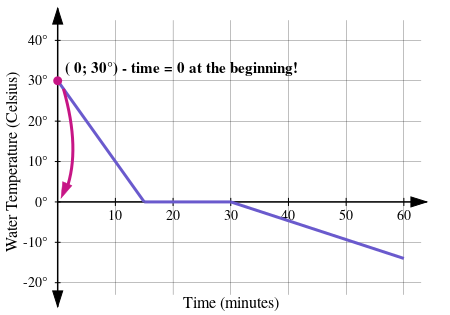 40°
( 0; 30°) - time = 0 at the beginning!
30°
20°
10°
0°
-10°
-20°
10 20 30 40 50 60
Water Temperature (Celsius)
Time (minutes)